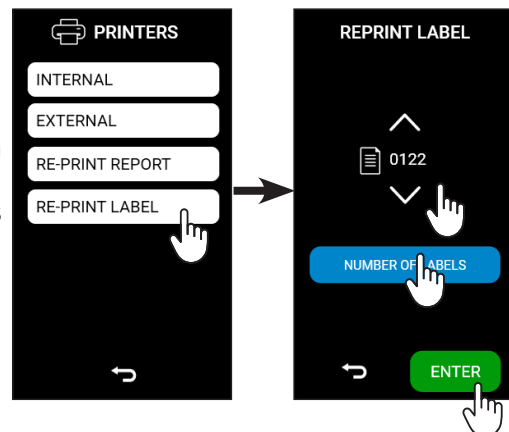 PRINTERS
INTERNAL
EXTERNAL
RE-PRINT REPORT
RE-PRINT LABEL
REPRINT LABEL
0122
NUMBER OF LABELS
ENTER